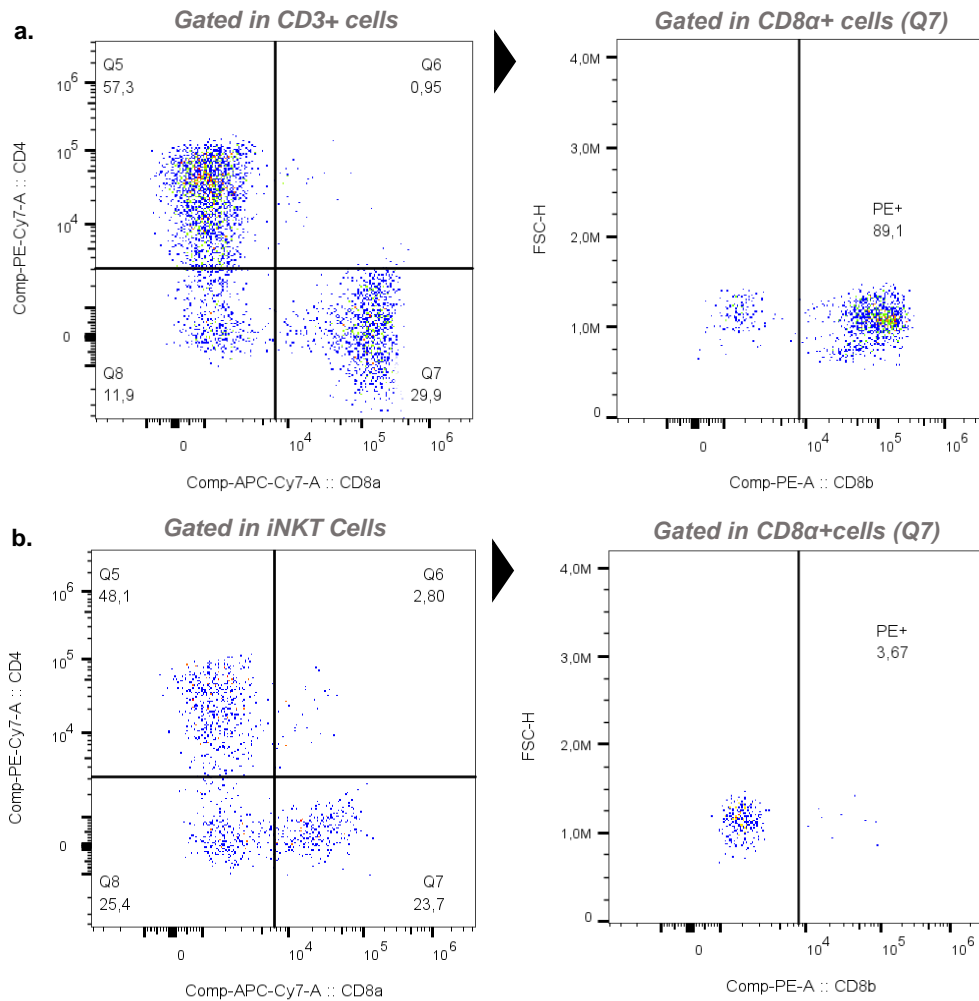 a.
Gated in CD3+ cells
Gated in CD8α+ cells (Q7)
Q5
57,3
Q6
0,95
Q8
11,9
Q7
29,9
10^6
10^5
10^4
0
Comp-PE-Cy7-A :: CD4
0
10^4
10^5
10^6
Comp-APC-Cy7-A :: CD8a
4,0M
3,0M
2,0M
1,0M
0
FSC-H
PE+
89,1
0
10^4
10^5
10^6
Comp-PE-A :: CD8b
b.
Gated in iNKT Cells
Gated in CD8α+cells (Q7)
Q5
48,1
Q6
2,80
Q8
25,4
Q7
23,7
10^6
10^5
10^4
0
Comp-PE-Cy7-A :: CD4
0
10^4
10^5
10^6
Comp-APC-Cy7-A :: CD8a
4,0M
3,0M
2,0M
1,0M
0
FSC-H
PE+
3,67
0
10^4
10^5
10^6
Comp-PE-A :: CD8b